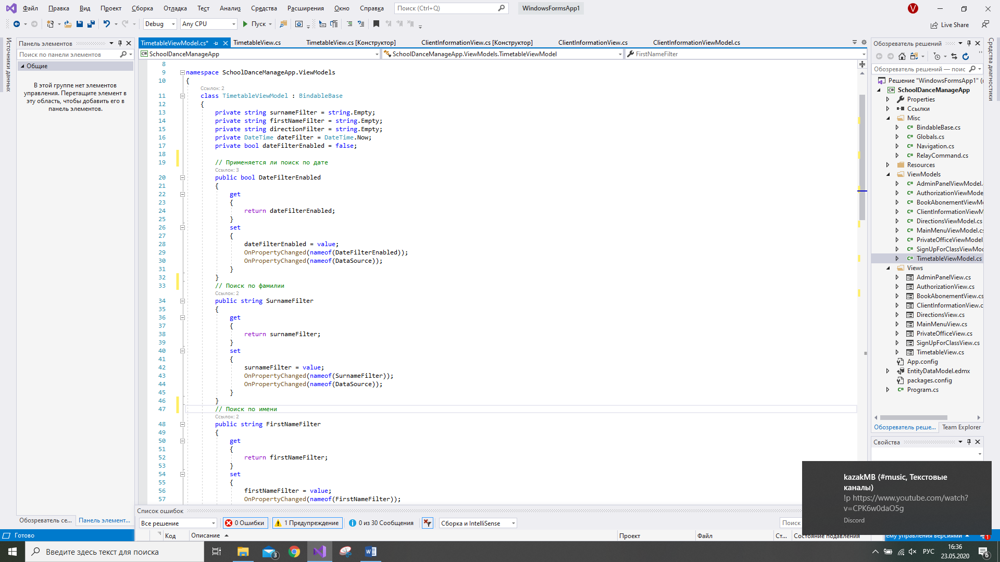 Файл Правка Вид Проект Сборка Отладка Тест Анализ Средства Расширения Окно Справка Поиск (Ctrl+Q) WindowsFormsApp1 V
Debug Any CPU Пуск Live Share
Источники данных
Панель элементов
Поиск по панели элементов
Общие
В этой группе нет элементов
управления. Перетащите элемент в
эту область, чтобы добавить его в
панель элементов.
Обозреватель се... Панель элемент...
TimetableViewModel.cs* TimetableView.cs TimetableView.cs [Конструктор] ClientInformationView.cs [Конструктор] ClientInformationView.cs ClientInformationViewModel.cs
SchoolDanceManageApp SchoolDanceManageApp.ViewModels.TimetableViewModel FirstNameFilter
8
9 namespace SchoolDanceManageApp.ViewModels
10 {
Ссылок: 2
11 class TimetableViewModel : BindableBase
12 {
13 private string surnameFilter = string.Empty;
14 private string firstNameFilter = string.Empty;
15 private string directionFilter = string.Empty;
16 private DateTime dateFilter = DateTime.Now;
17 private bool dateFilterEnabled = false;
18
19 // Применяется ли поиск по дате
Ссылок: 3
20 public bool DateFilterEnabled
21 {
22 get
23 {
24 return dateFilterEnabled;
25 }
26 set
27 {
28 dateFilterEnabled = value;
29 OnPropertyChanged(nameof(DateFilterEnabled));
30 OnPropertyChanged(nameof(DataSource));
31 }
32 }
33 // Поиск по фамилии
Ссылок: 2
34 public string SurnameFilter
35 {
36 get
37 {
38 return surnameFilter;
39 }
40 set
41 {
42 surnameFilter = value;
43 OnPropertyChanged(nameof(SurnameFilter));
44 OnPropertyChanged(nameof(DataSource));
45 }
46 }
47 // Поиск по имени
Ссылок: 2
48 public string FirstNameFilter
49 {
50 get
51 {
52 return firstNameFilter;
53 }
54 set
55 {
56 firstNameFilter = value;
57 OnPropertyChanged(nameof(FirstNameFilter));
Список ошибок
Все решение 0 Ошибки 1 Предупреждение 0 из 30 Сообщения Сборка и IntelliSense Поиск
Код Описание Проект Файл Ст... Состояние подавления
Обозреватель решений
Обозреватель решений — поис
Решение "WindowsFormsApp1" (
SchoolDanceManageApp
Properties
Ссылки
Misc
BindableBase.cs
Globals.cs
Navigation.cs
RelayCommand.cs
Resources
ViewModels
AdminPanelViewModel.
AuthorizationViewMode
BookAbonementViewM
ClientInformationViewM
DirectionsViewModel.cs
MainMenuViewModel.cs
PrivateOfficeViewModel
SignUpForClassViewMod
TimetableViewModel.cs
Views
AdminPanelView.cs
AuthorizationView.cs
BookAbonementView.cs
ClientInformationView.c
DirectionsView.cs
MainMenuView.cs
PrivateOfficeView.cs
SignUpForClassView.cs
TimetableView.cs
App.config
EntityDataModel.edmx
packages.config
Program.cs
Обозреватель реше... Team Explorer
Свойства
Средства диагностики
kazakMB (#music, Текстовые
каналы)
!p https://www.youtube.com/watch?
v=CPK6w0daO5g
Discord
Готово
ему управления версиями 1
Введите здесь текст для поиска 3 РУС 16:36
23.05.2020 6